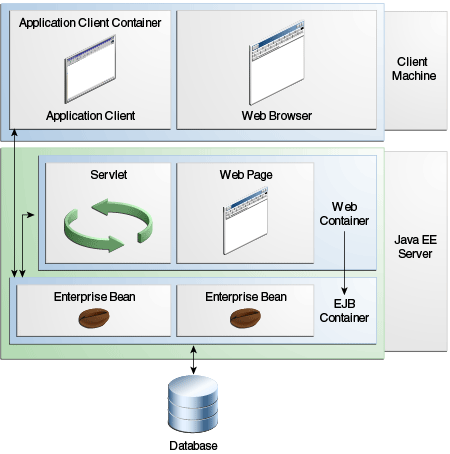 Application Client Container
Application Client
Web Browser
Client
Machine
Servlet
Web Page
Web
Container
Java EE
Server
Enterprise Bean
Enterprise Bean
EJB
Container
Database